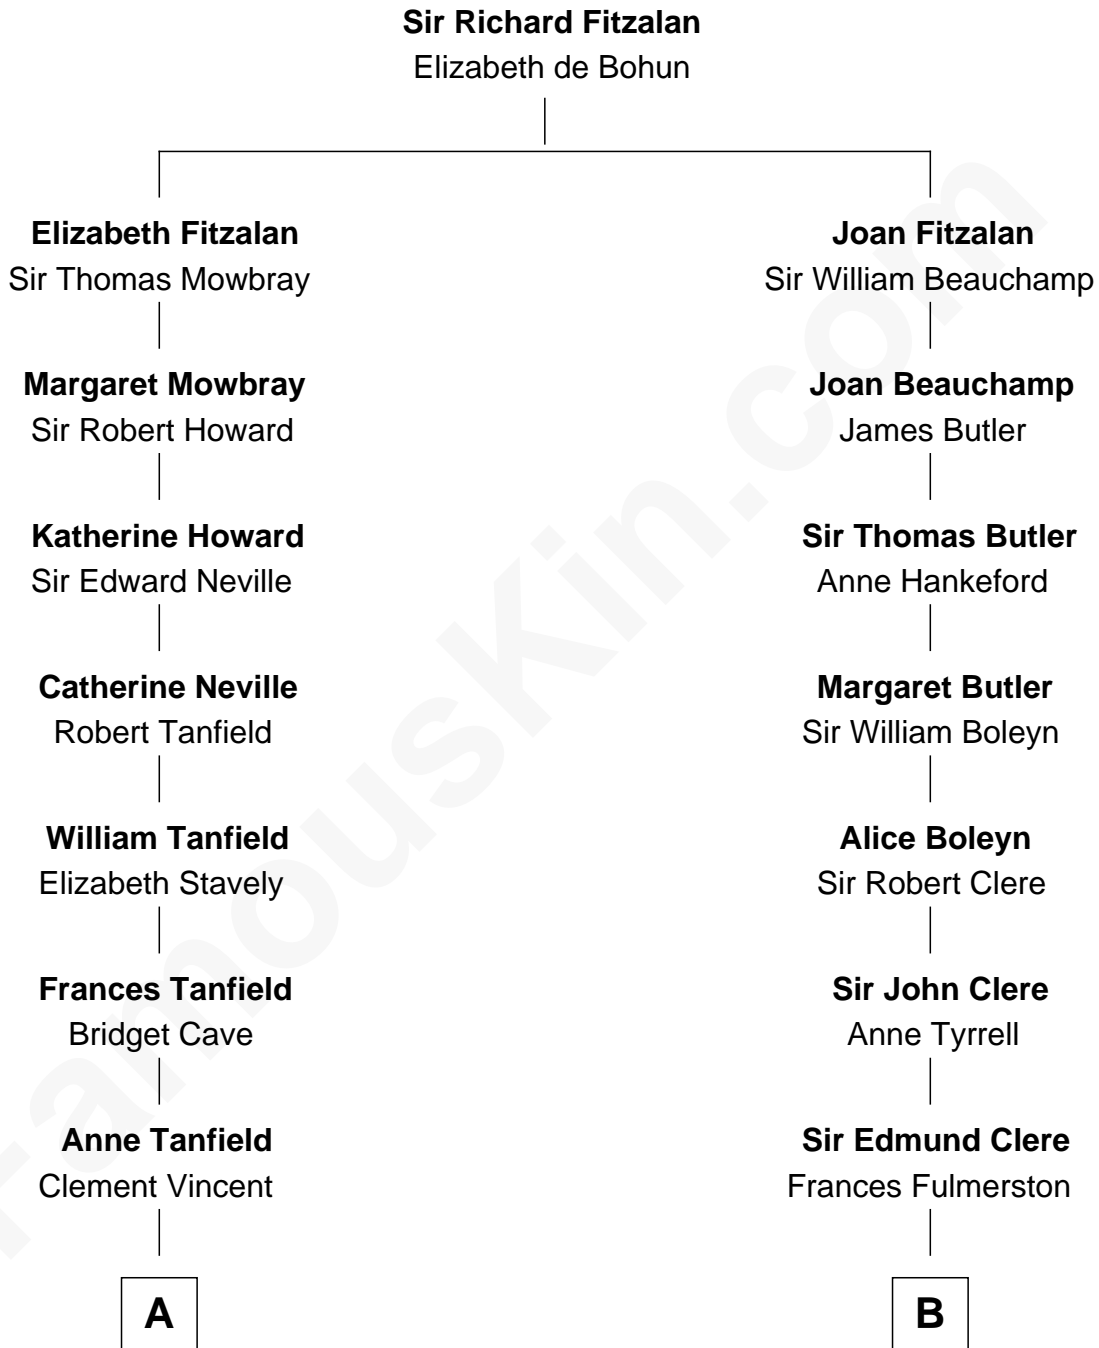 Sir Richard Fitzalan
Elizabeth de Bohun
Elizabeth Fitzalan
Sir Thomas Mowbray
Joan Fitzalan
Sir William Beauchamp
Margaret Mowbray
Sir Robert Howard
Joan Beauchamp
James Butler
Katherine Howard
Sir Edward Neville
Sir Thomas Butler
Anne Hankeford
Catherine Neville
Robert Tanfield
Margaret Butler
Sir William Boleyn
William Tanfield
Elizabeth Stavely
Alice Boleyn
Sir Robert Clere
Frances Tanfield
Bridget Cave
Sir John Clere
Anne Tyrrell
Anne Tanfield
Clement Vincent
Sir Edmund Clere
Frances Fulmerston
A
B
FamousKin.com